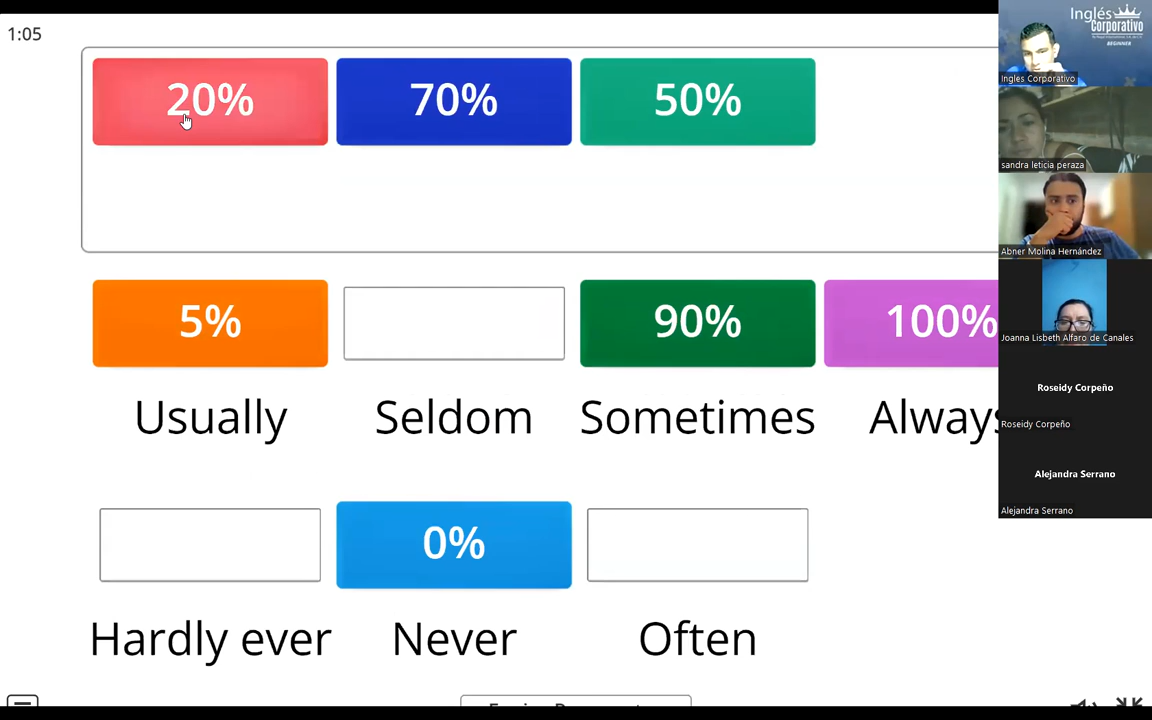 1:05
20%
70%
50%
5%
90%
100%
Usually
Seldom
Sometimes
Always
0%
Hardly ever
Never
Often
Inglés
Corporativo
BEGINNER
Ingles Corporativo
sandra leticia peraza
Abner Molina Hernández
Joanna Lisbeth Alfaro de Canales
Roseidy Corpeño
Roseidy Corpeño
Alejandra Serrano
Alejandra Serrano